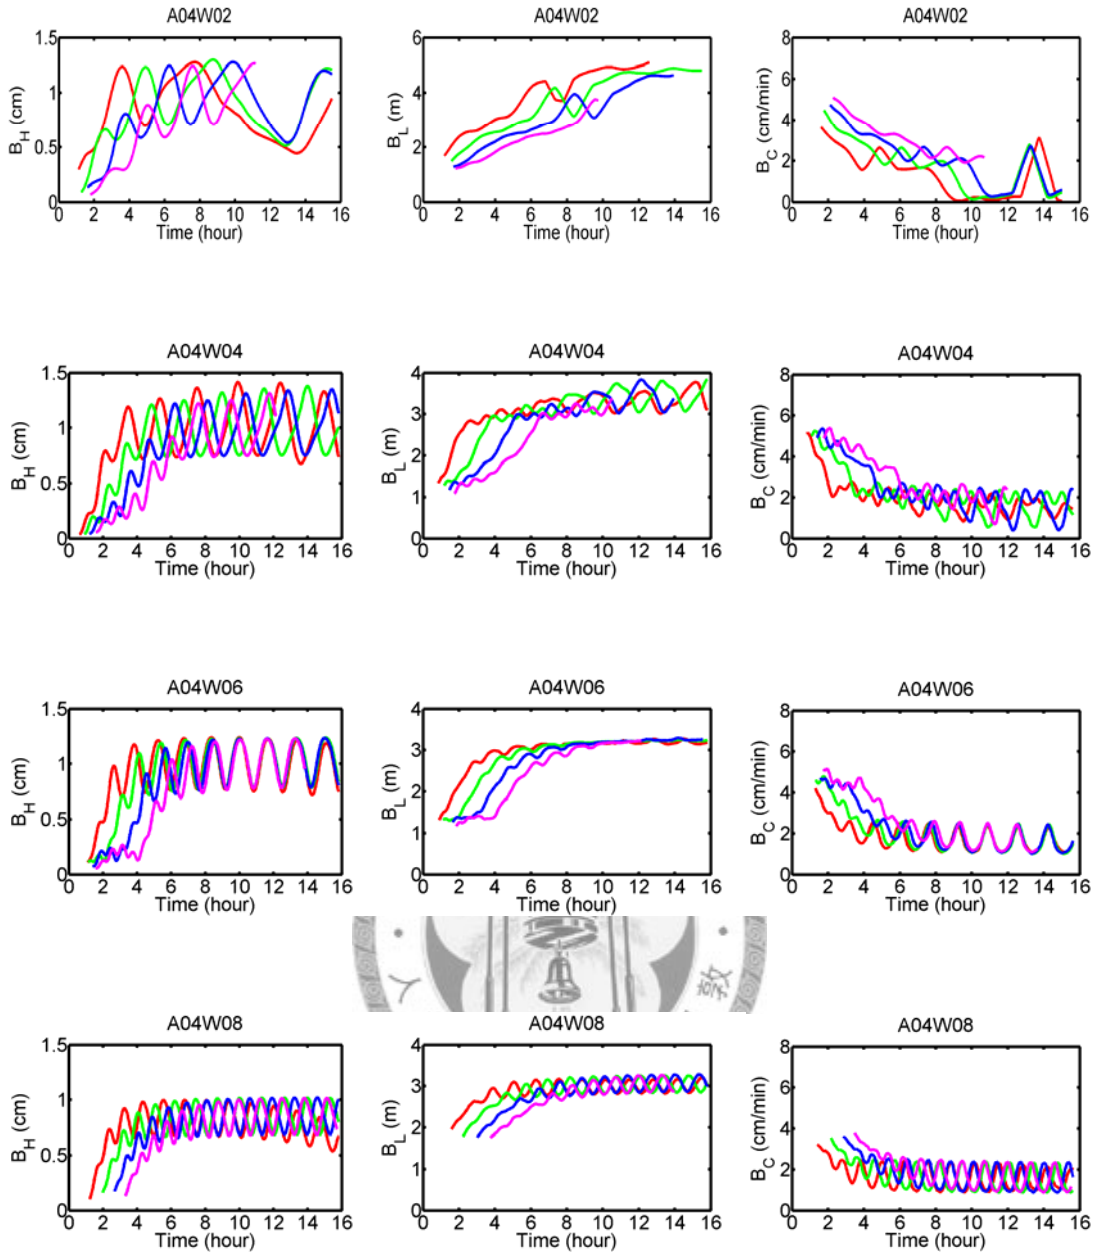 A04W02 A04W02 A04W02
B_H (cm) 1.5 1 0.5 0 0 2 4 6 8 10 12 14 16 Time (hour)
B_L (m) 6 4 2 0 0 2 4 6 8 10 12 14 16 Time (hour)
B_C (cm/min) 8 6 4 2 0 0 2 4 6 8 10 12 14 16 Time (hour)
A04W04 A04W04 A04W04
B_H (cm) 1.5 1 0.5 0 0 2 4 6 8 10 12 14 16 Time (hour)
B_L (m) 4 3 2 1 0 0 2 4 6 8 10 12 14 16 Time (hour)
B_C (cm/min) 8 6 4 2 0 0 2 4 6 8 10 12 14 16 Time (hour)
A04W06 A04W06 A04W06
B_H (cm) 1.5 1 0.5 0 0 2 4 6 8 10 12 14 16 Time (hour)
B_L (m) 4 3 2 1 0 0 2 4 6 8 10 12 14 16 Time (hour)
B_C (cm/min) 8 6 4 2 0 0 2 4 6 8 10 12 14 16 Time (hour)
A04W08 A04W08 A04W08
B_H (cm) 1.5 1 0.5 0 0 2 4 6 8 10 12 14 16 Time (hour)
B_L (m) 4 3 2 1 0 0 2 4 6 8 10 12 14 16 Time (hour)
B_C (cm/min) 8 6 4 2 0 0 2 4 6 8 10 12 14 16 Time (hour)